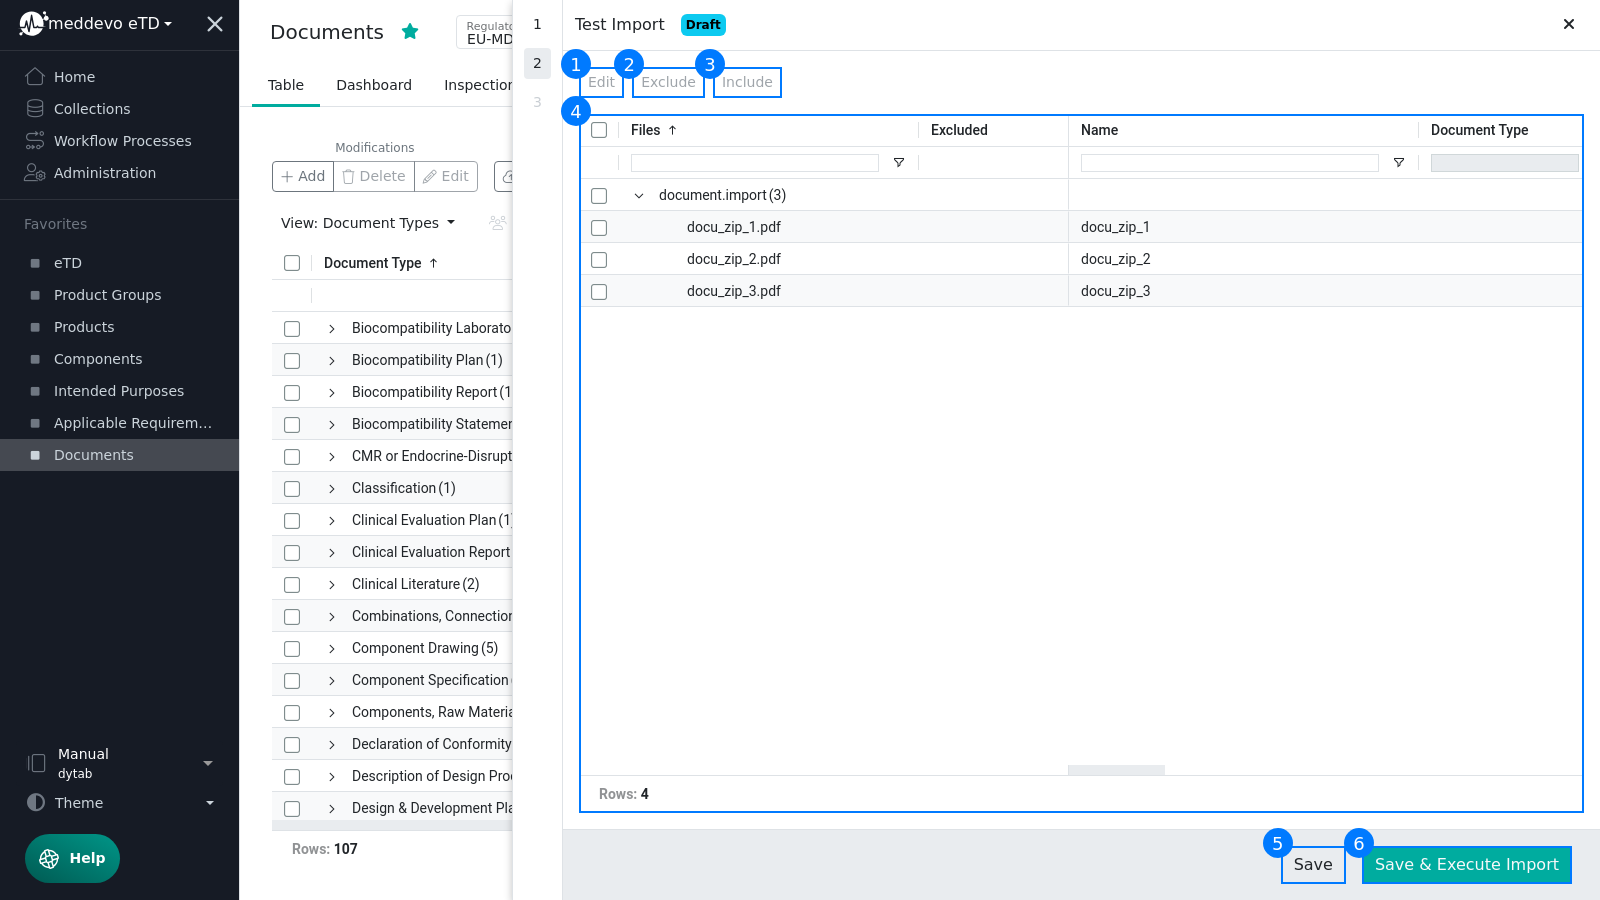 meddevo eTD
Home
Collections
Workflow Processes
Administration
Favorites
eTD
Product Groups
Products
Components
Intended Purposes
Applicable Requirem...
Documents
Manual
dytab
Theme
Help
Documents
Regulato
EU-MD
Table
Dashboard
Inspection
Modifications
Add
Delete
Edit
View: Document Types
Document Type ↑
Biocompatibility Laborato
Biocompatibility Plan (1)
Biocompatibility Report (1
Biocompatibility Statemen
CMR or Endocrine-Disrupt
Classification (1)
Clinical Evaluation Plan (1)
Clinical Evaluation Report
Clinical Literature (2)
Combinations, Connection
Component Drawing (5)
Component Specification
Components, Raw Materia
Declaration of Conformity
Description of Design Proc
Design & Development Pla
Rows: 107
1
2
3
Test Import Draft
1 2 3
Edit Exclude Include
4
Files ↑ Excluded Name Document Type
document.import (3)
docu_zip_1.pdf docu_zip_1
docu_zip_2.pdf docu_zip_2
docu_zip_3.pdf docu_zip_3
Rows: 4
5 6
Save Save & Execute Import